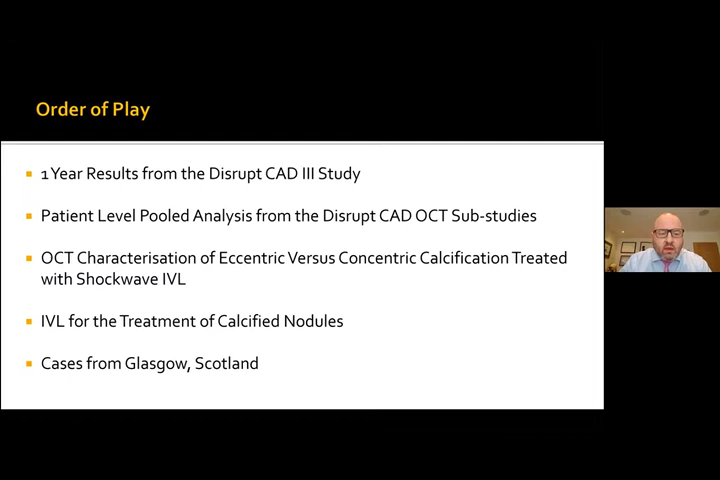 Order of Play
1 Year Results from the Disrupt CAD III Study
Patient Level Pooled Analysis from the Disrupt CAD OCT Sub-studies
OCT Characterisation of Eccentric Versus Concentric Calcification Treated
with Shockwave IVL
IVL for the Treatment of Calcified Nodules
Cases from Glasgow, Scotland